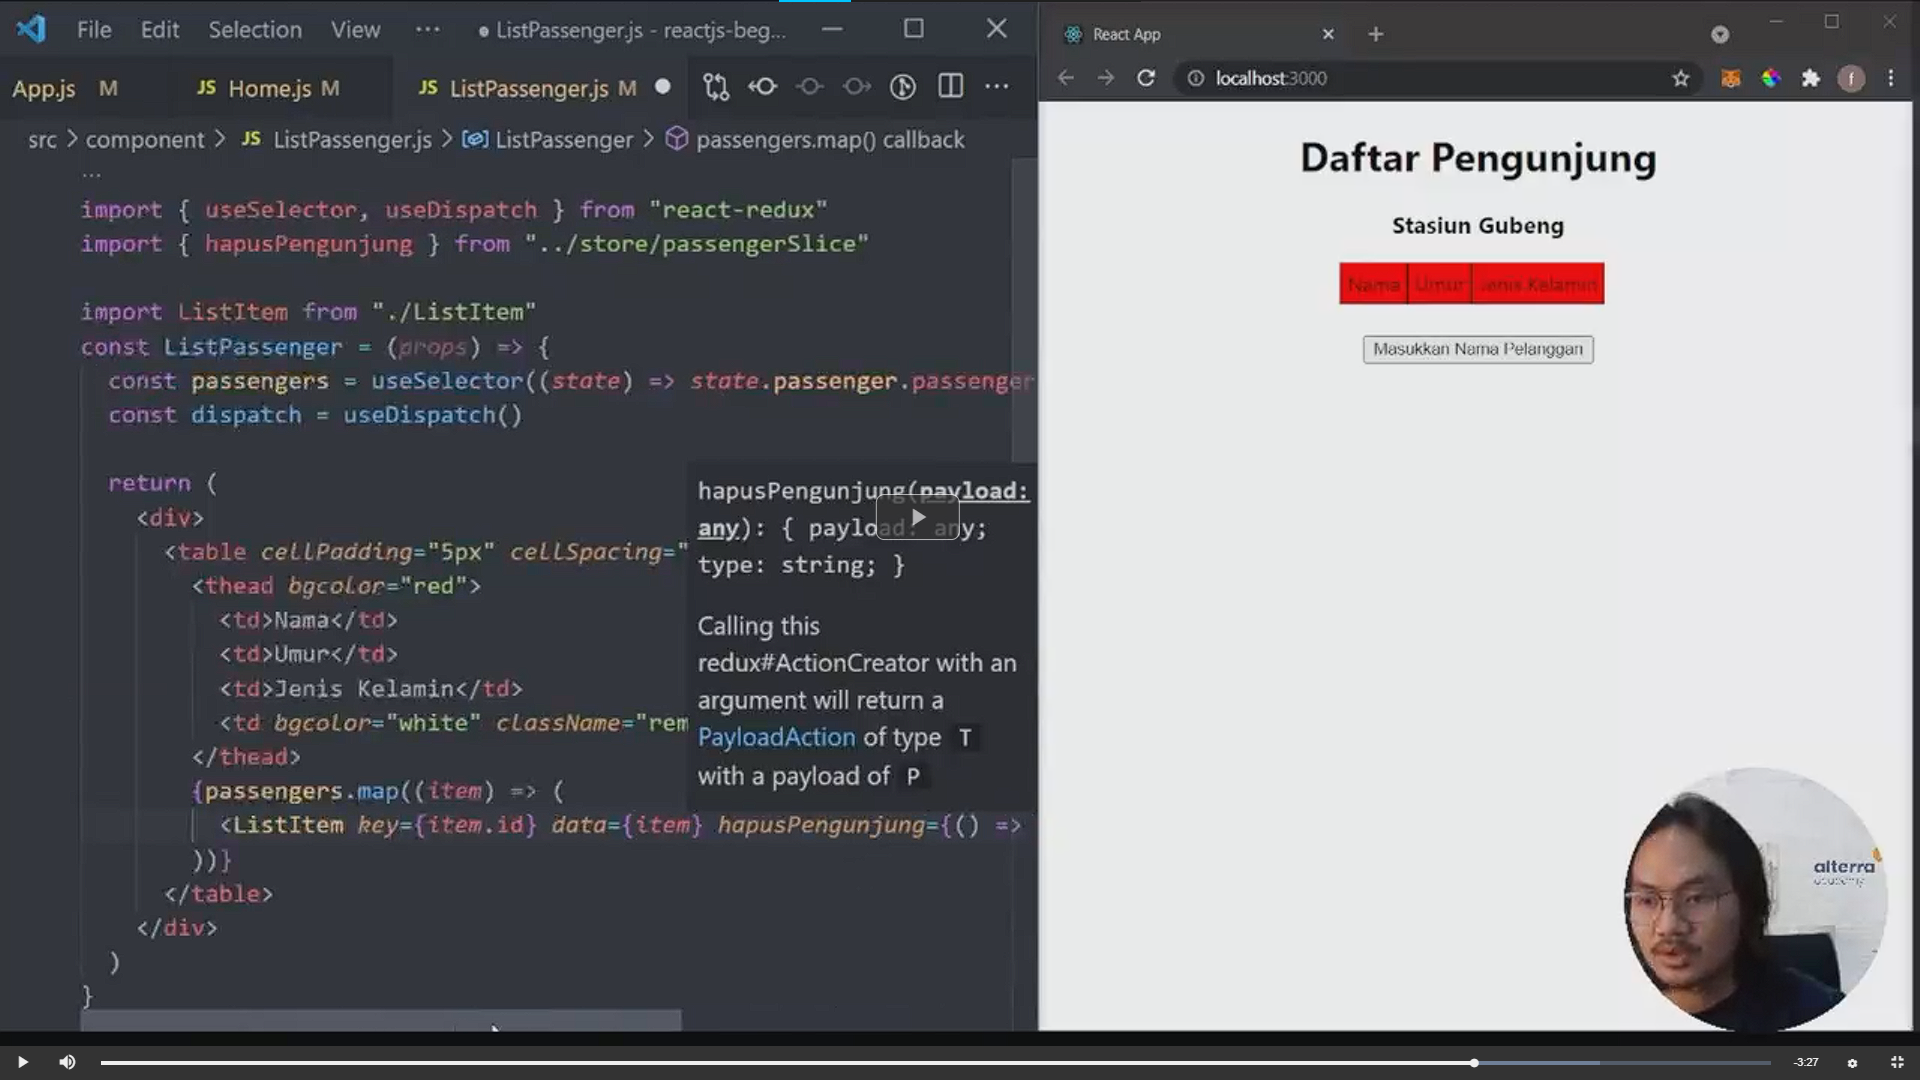 File Edit Selection View ··· ● ListPassenger.js - reactjs-beg...
App.js M JS Home.js M JS ListPassenger.js M
src > component > JS ListPassenger.js > ListPassenger > passengers.map() callback
...
import { useSelector, useDispatch } from "react-redux"
import { hapusPengunjung } from "../store/passengerSlice"
import ListItem from "./ListItem"
const ListPassenger = (props) => {
const passengers = useSelector((state) => state.passenger.passenger
const dispatch = useDispatch()
return (
<div>
<table cellPadding="5px" cellSpacing="
<thead bgcolor="red">
<td>Nama</td>
<td>Umur</td>
<td>Jenis Kelamin</td>
<td bgcolor="white" className="rem
</thead>
{passengers.map((item) => (
<ListItem key={item.id} data={item} hapusPengunjung={() =>
))}
</table>
</div>
)
}
hapusPengunjung(payload:
any): { payload: any;
type: string; }
Calling this
redux#ActionCreator with an
argument will return a
PayloadAction of type T
with a payload of P
React App
localhost:3000
f
Daftar Pengunjung
Stasiun Gubeng
Nama Umur Jenis Kelamin
Masukkan Nama Pelanggan
alterra
academy
-3:27